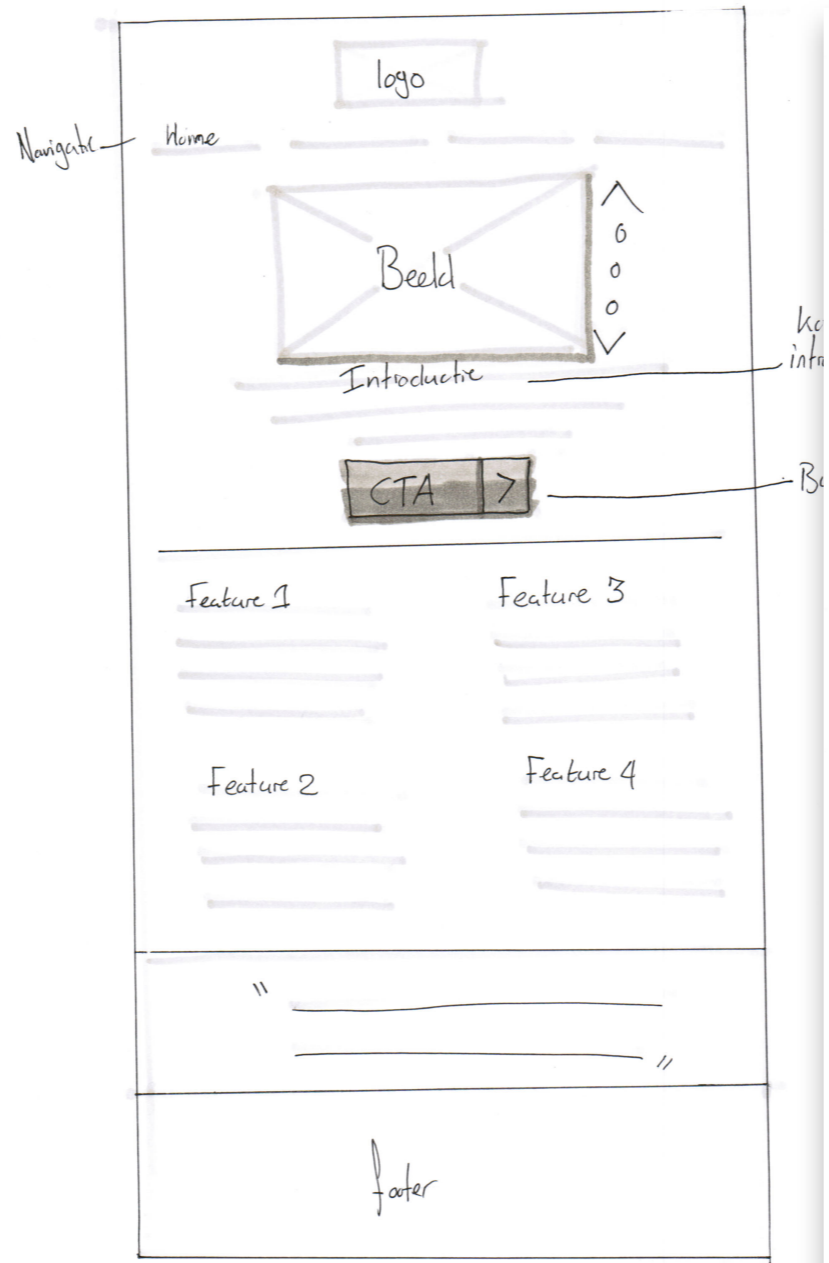 logo
Navigatie
Home
Beeld
Introductie
CTA >
Feature 1
Feature 3
Feature 2
Feature 4
"
"
footer